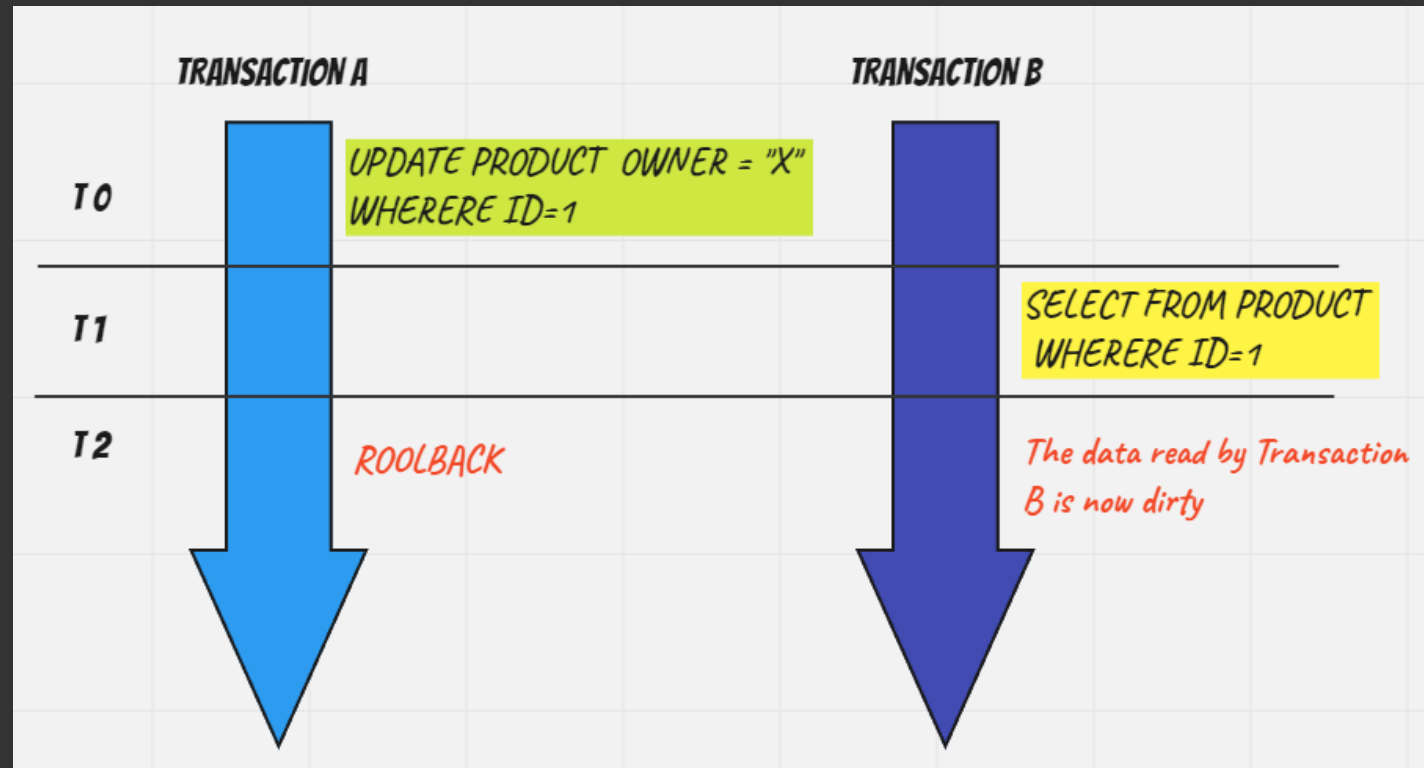 TRANSACTION A
TRANSACTION B
T0
UPDATE PRODUCT OWNER = "X"
WHERERE ID=1
T1
SELECT FROM PRODUCT
WHERERE ID=1
T2
ROOLBACK
The data read by Transaction
B is now dirty